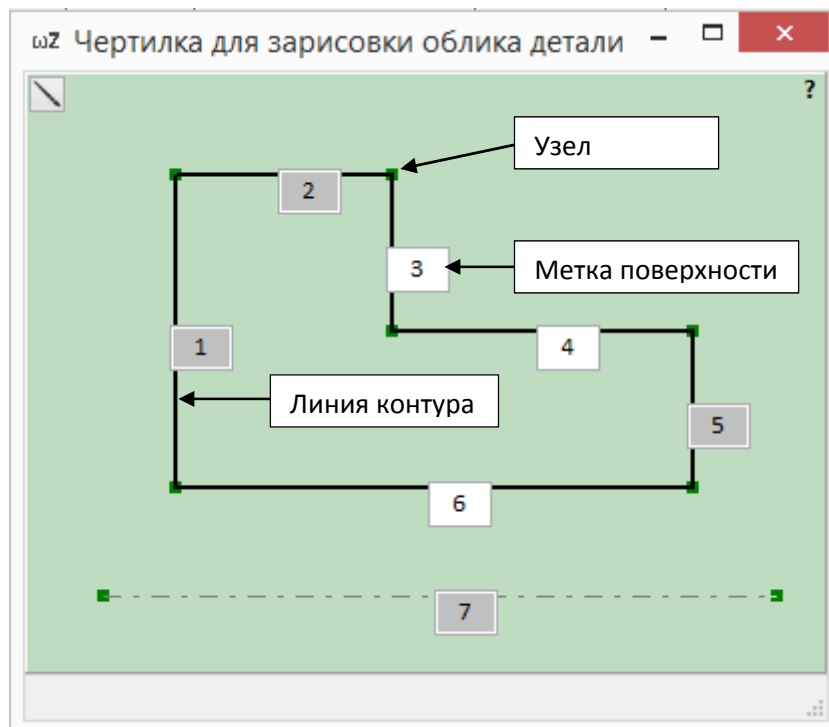 ωZ Чертилка для зарисовки облика детали
?
Узел
2
3
Метка поверхности
1
4
Линия контура
5
6
7